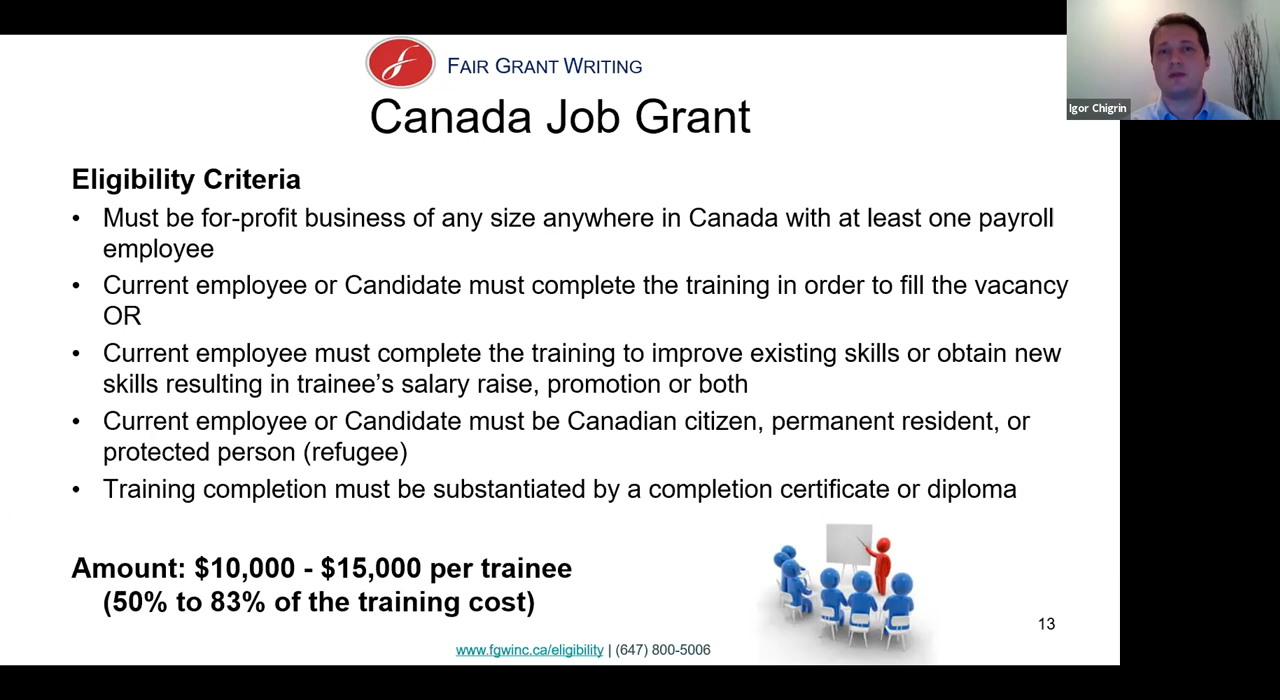 FAIR GRANT WRITING
Canada Job Grant
Igor Chigrin
Eligibility Criteria
• Must be for-profit business of any size anywhere in Canada with at least one payroll
employee
• Current employee or Candidate must complete the training in order to fill the vacancy
OR
• Current employee must complete the training to improve existing skills or obtain new
skills resulting in trainee’s salary raise, promotion or both
• Current employee or Candidate must be Canadian citizen, permanent resident, or
protected person (refugee)
• Training completion must be substantiated by a completion certificate or diploma
Amount: $10,000 - $15,000 per trainee
(50% to 83% of the training cost)
13
www.fgwinc.ca/eligibility | (647) 800-5006